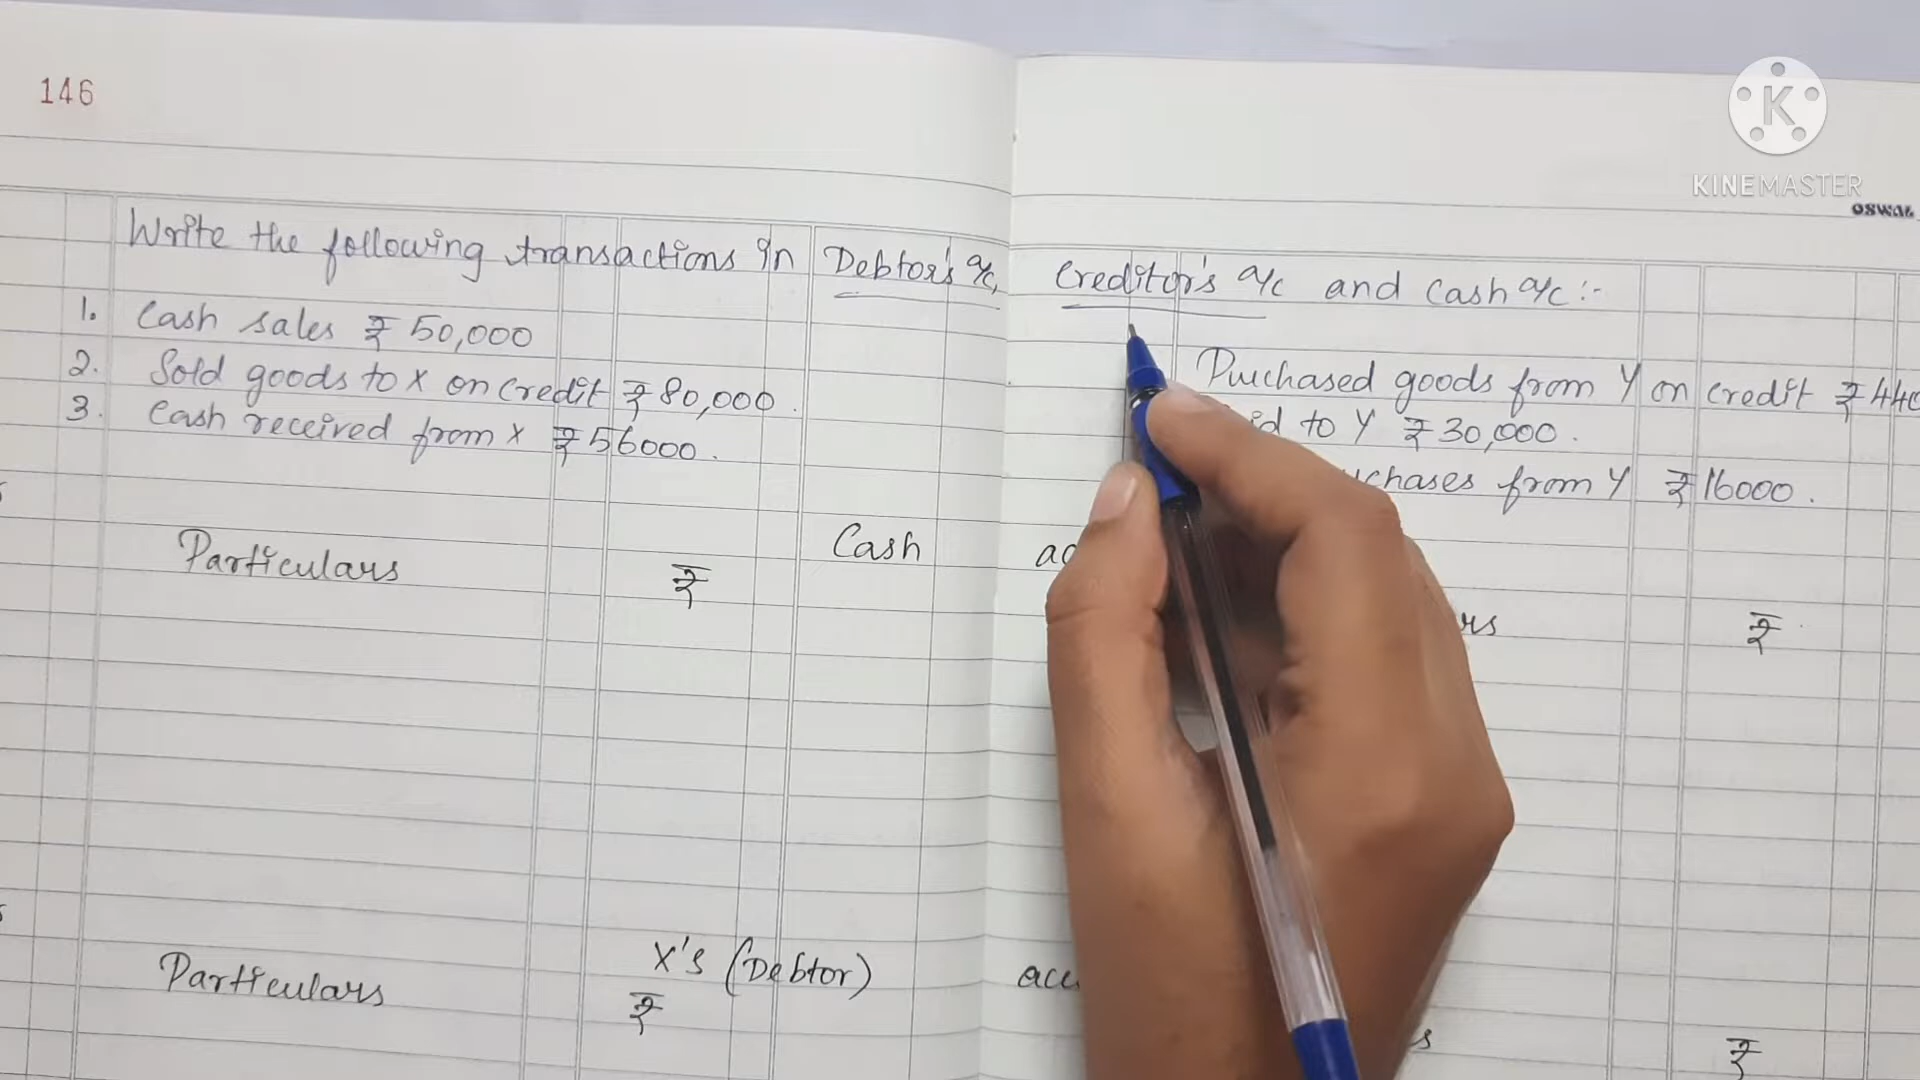 146
KINEMASTER
OSWAL
Write the following transactions in Debtor's a/c, Creditor's a/c and cash a/c :-
1. Cash sales ₹ 50,000
2. Sold goods to X on credit ₹ 80,000.
3. Cash received from X ₹ 56000.
Purchased goods from Y on credit ₹ 440
to Y ₹ 30,000.
from Y ₹ 16000.
Cash
Particulars ₹ ₹
X's (Debtor)
Particulars ₹ ₹